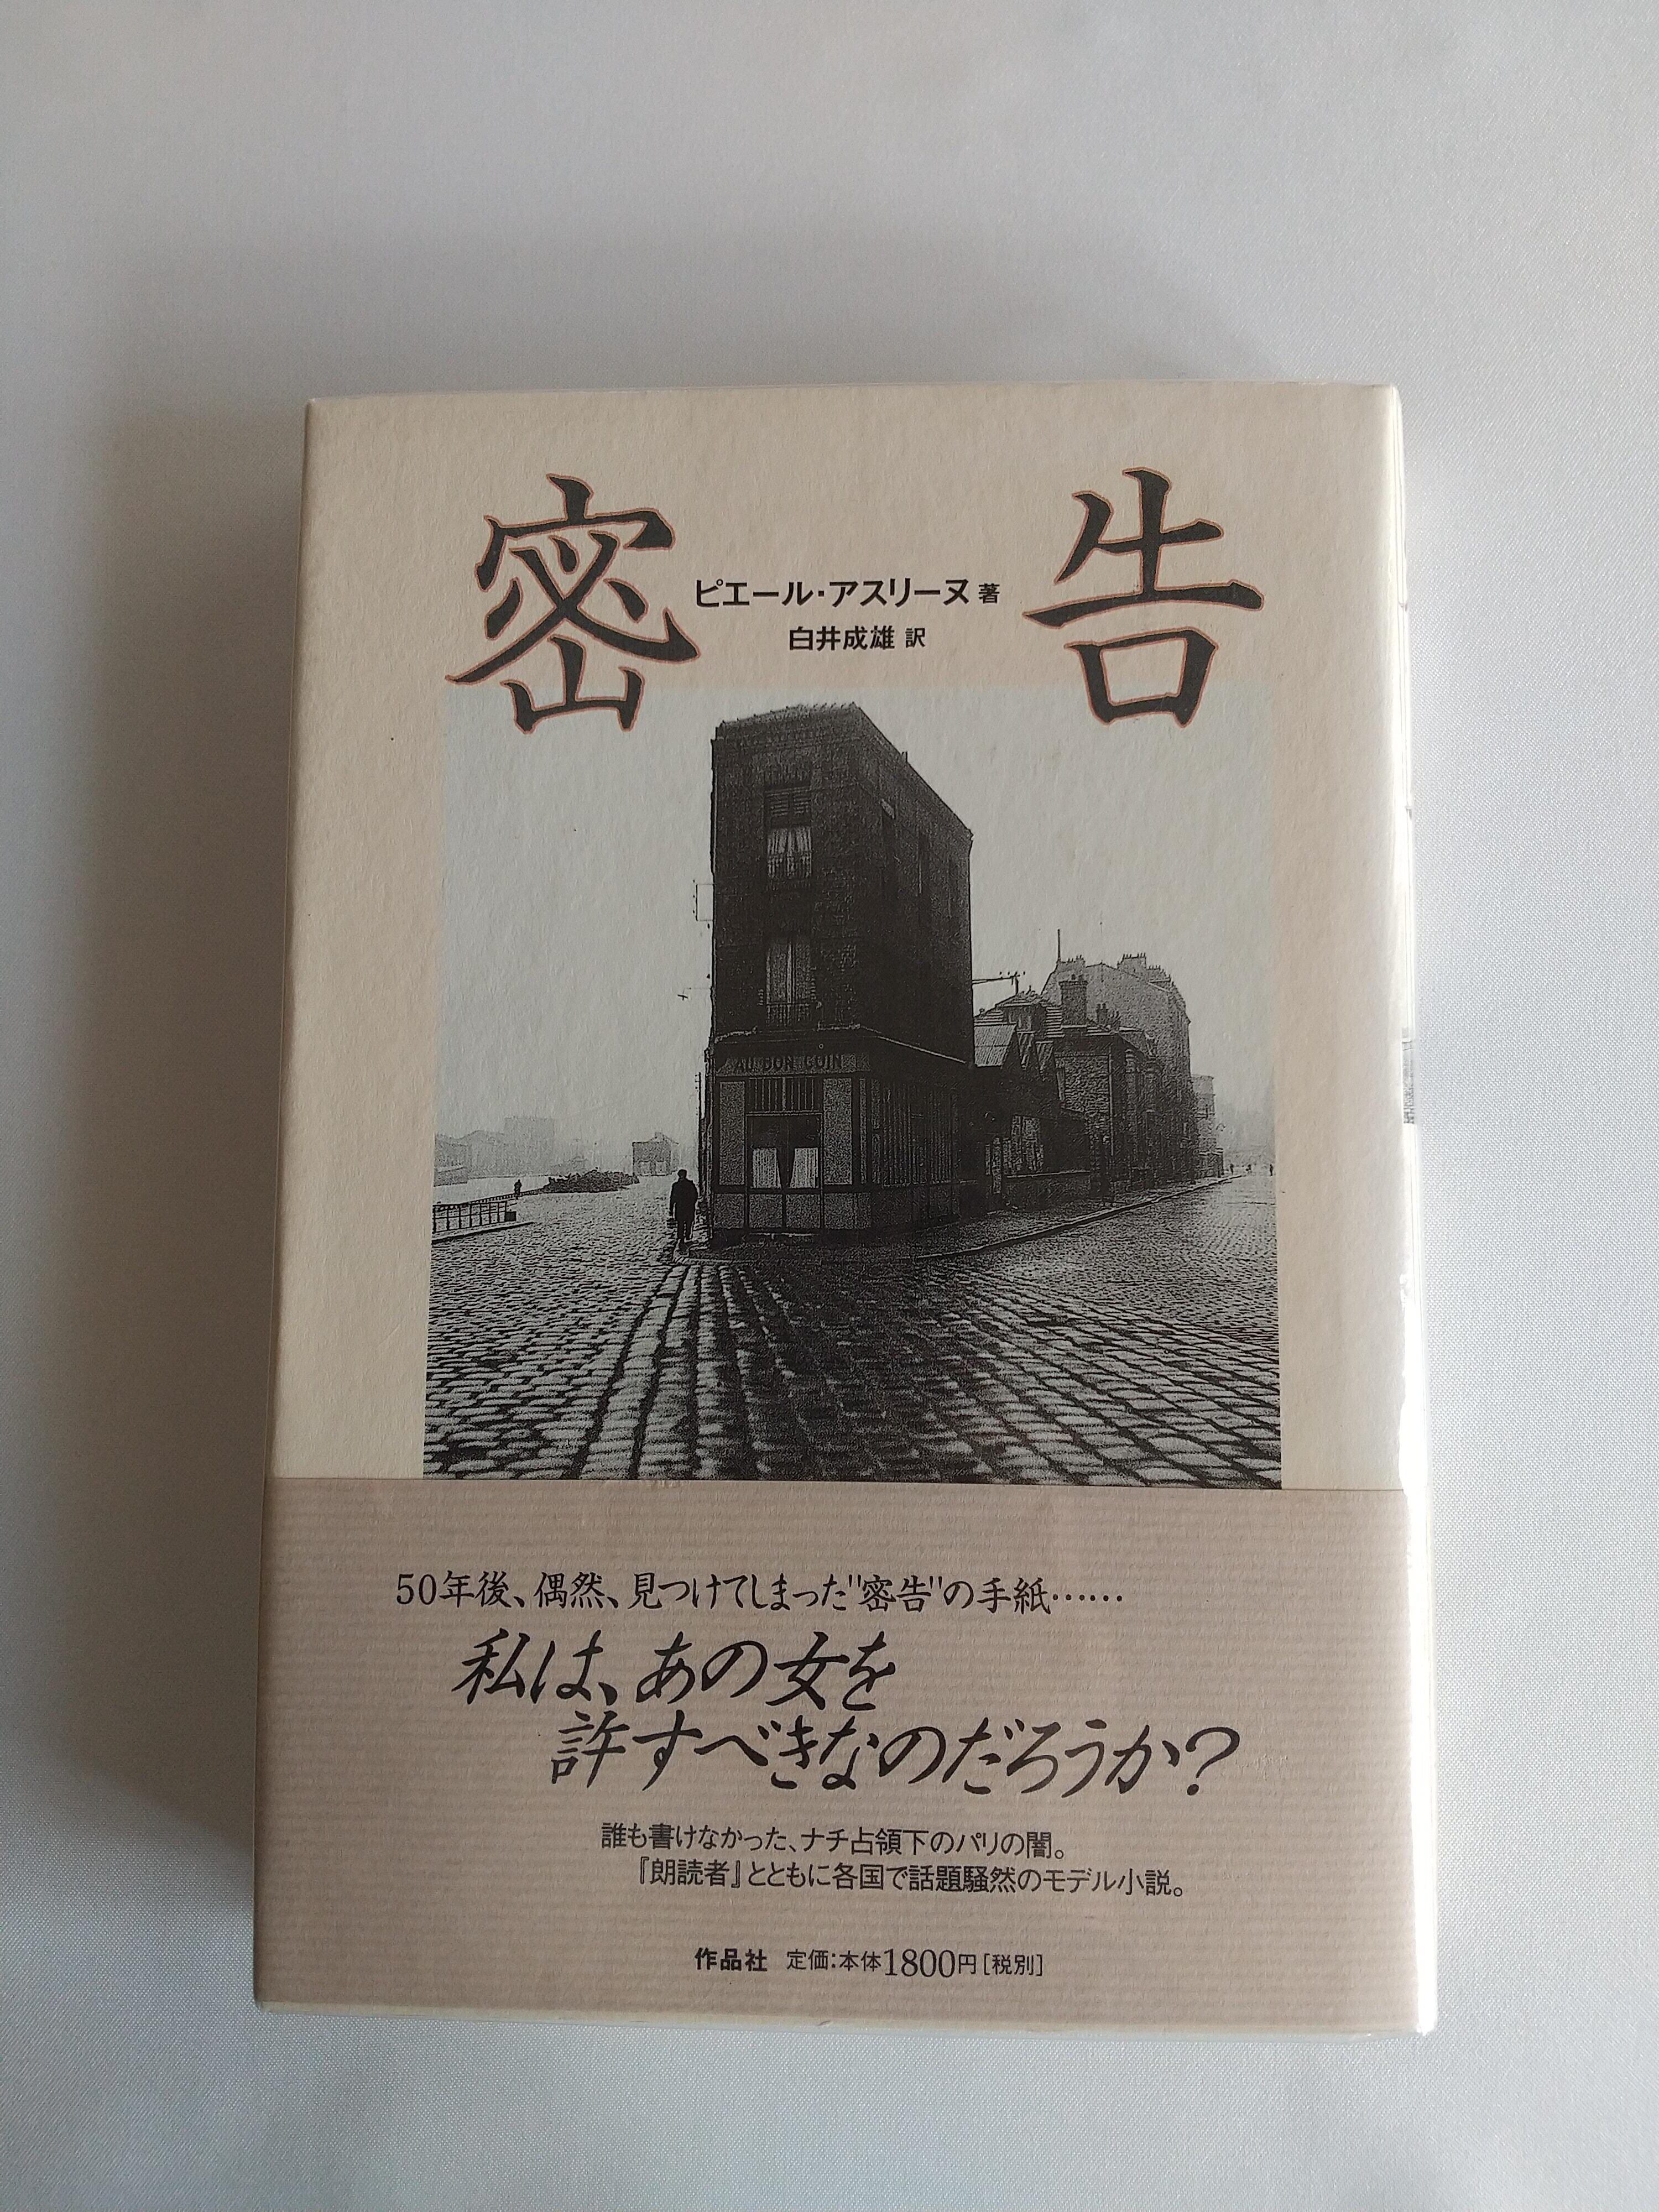 密告
ピエール・アスリーヌ 著
白井成雄 訳
AU BON COIN
50年後、偶然、見つけてしまった"密告"の手紙……
私は、あの女を
許すべきなのだろうか?
誰も書けなかった、ナチ占領下のパリの闇。
『朗読者』とともに各国で話題騒然のモデル小説。
作品社 定価:本体1800円[税別]